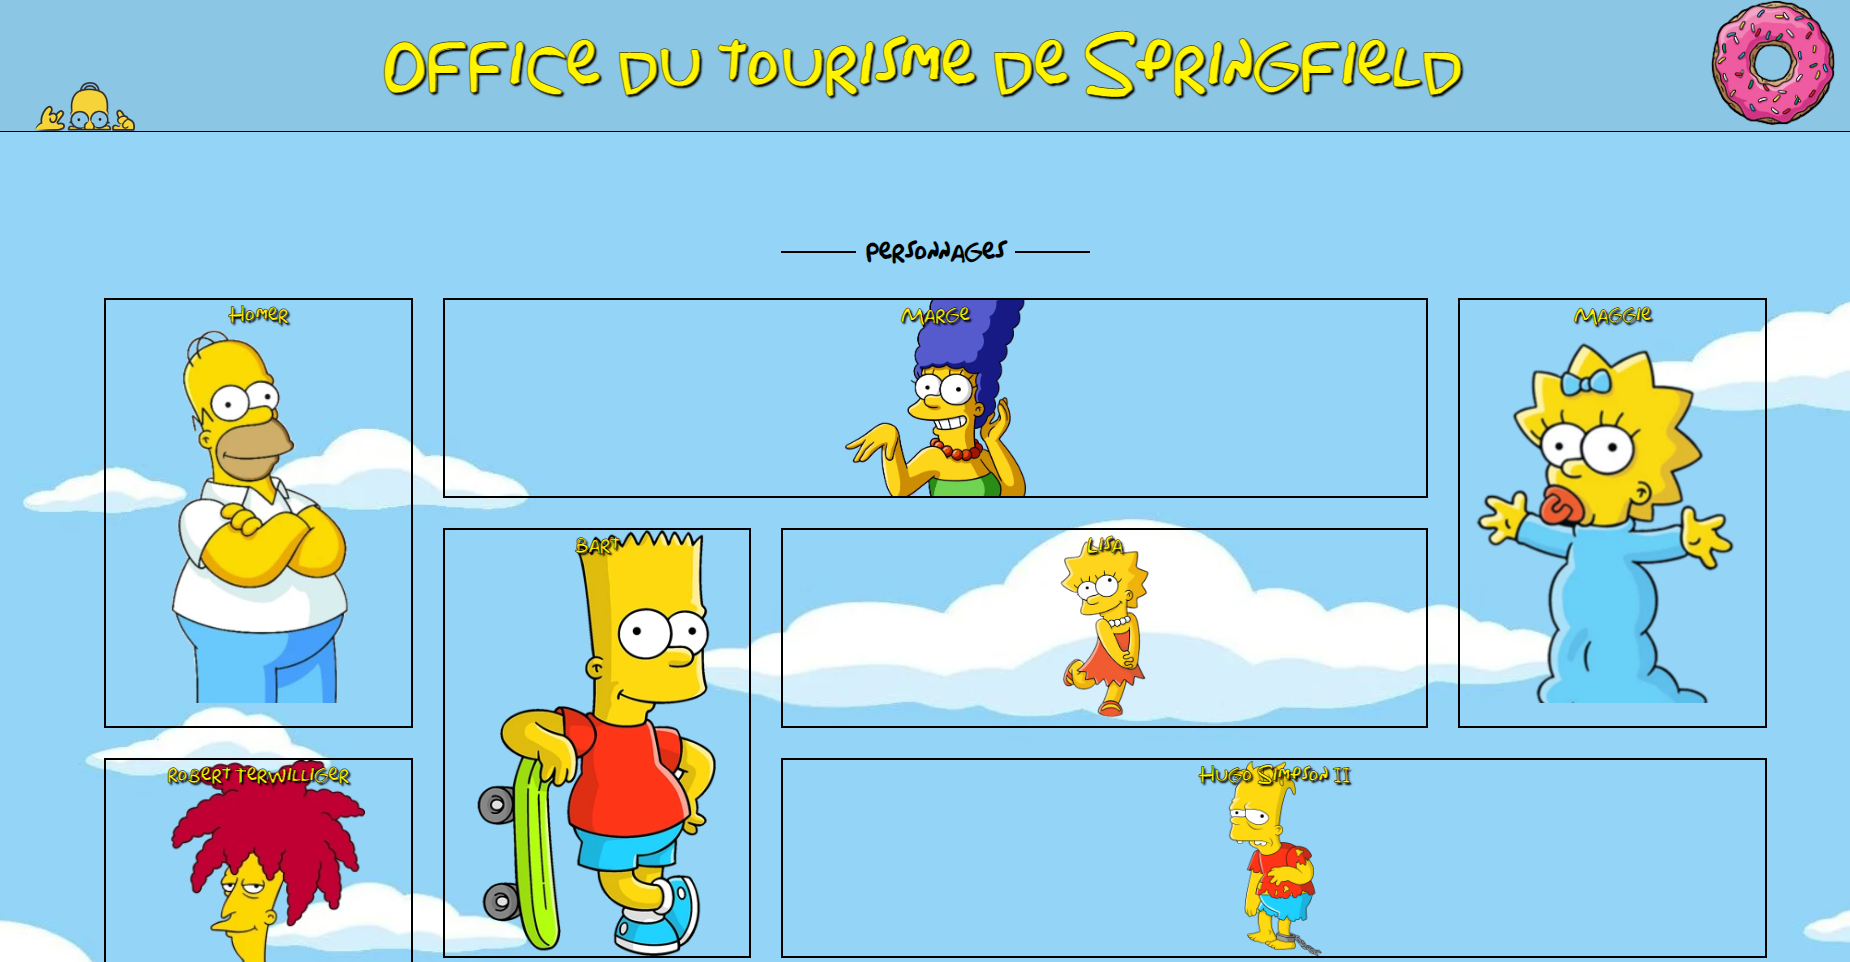 Office du tourisme de Springfield
Personnages
Homer
Marge
Maggie
Bart
Lisa
Robert Terwilliger
Hugo Simpson II